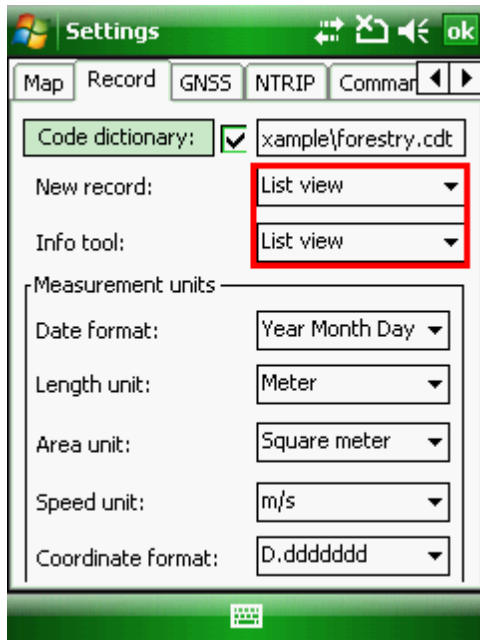 Settings ok
Map Record GNSS NTRIP
Code dictionary: xample\forestry.cdt
New record: List view
Info tool: List view
Measurement units
Date format: Year Month Day
Length unit: Meter
Area unit: Square meter
Speed unit: m/s
Coordinate format: D.ddddddd